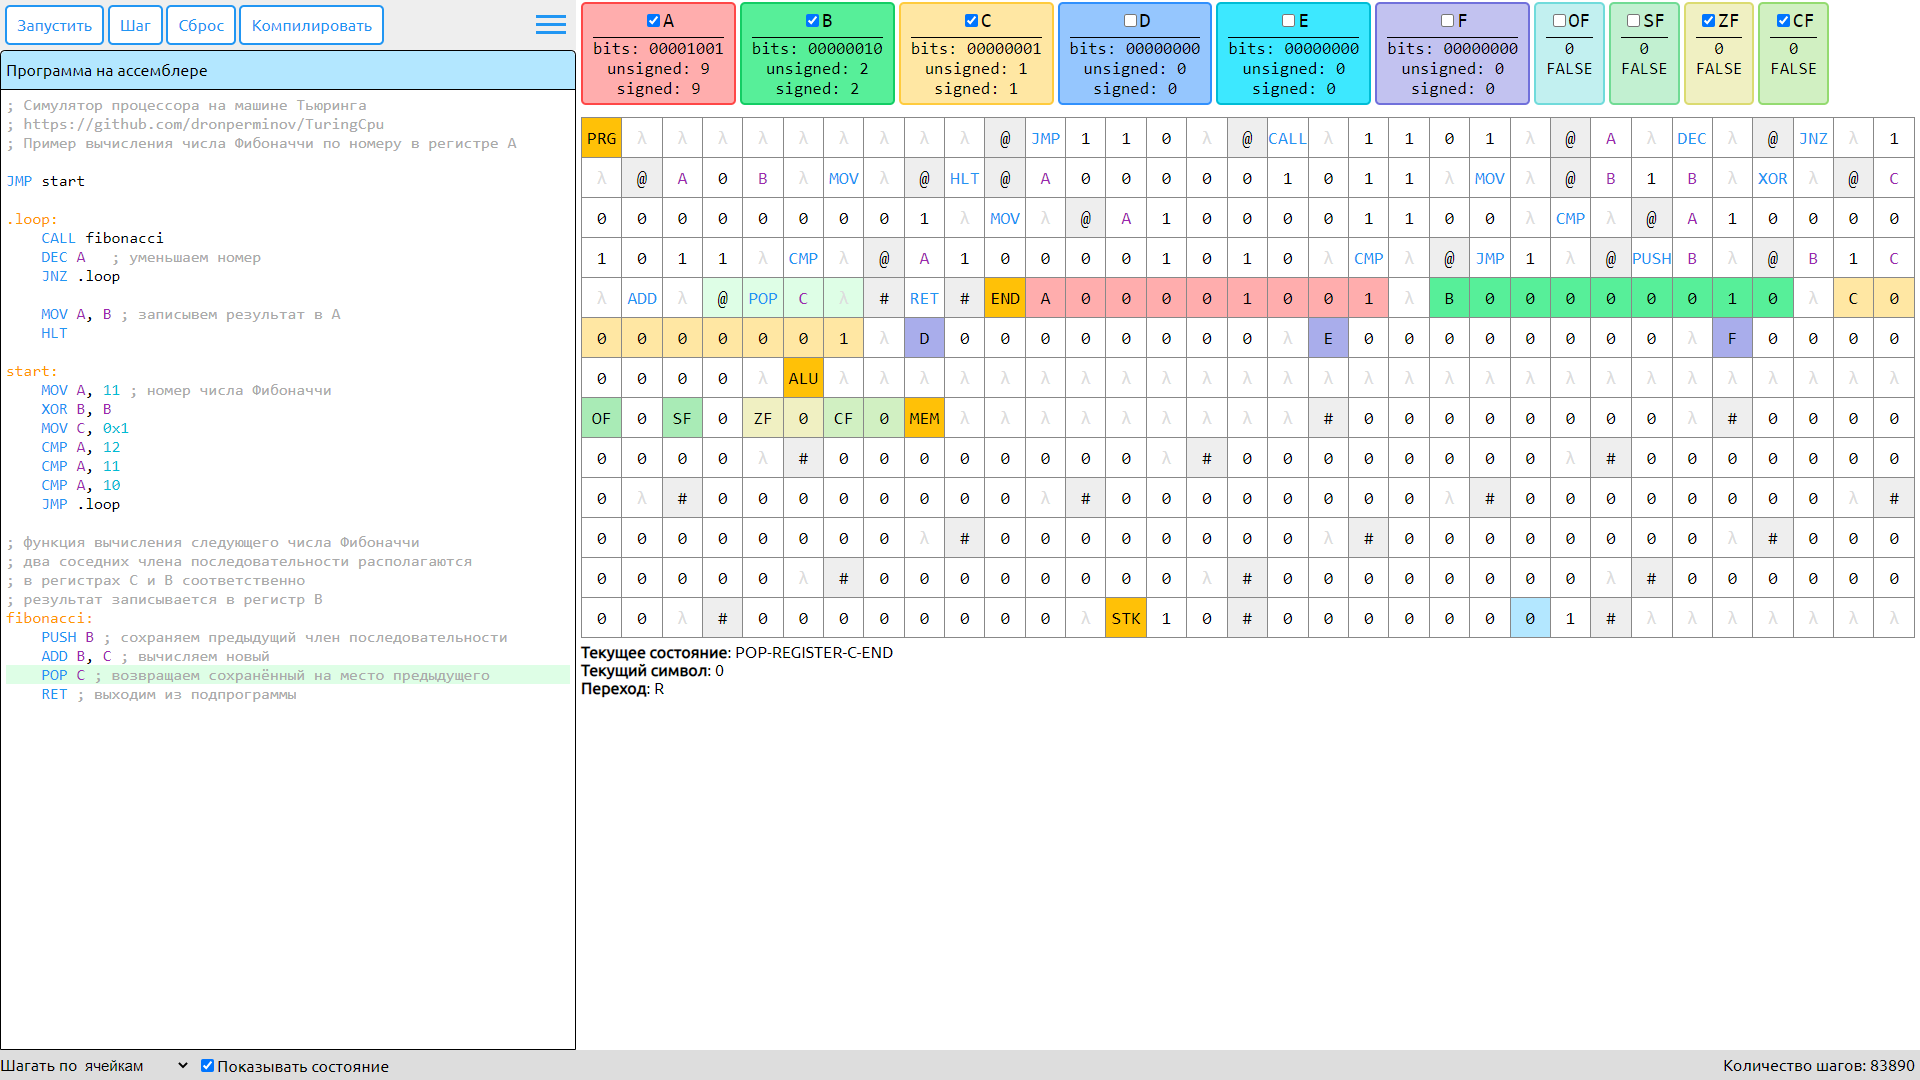 Запустить Шаг Сброс Компилировать
Программа на ассемблере
; Симулятор процессора на машине Тьюринга
; https://github.com/dronperminov/TuringCpu
; Пример вычисления числа Фибоначчи по номеру в регистре A
JMP start
.loop:
CALL fibonacci
DEC A ; уменьшаем номер
JNZ .loop
MOV A, B ; записывем результат в A
HLT
start:
MOV A, 11 ; номер числа Фибоначчи
XOR B, B
MOV C, 0x1
CMP A, 12
CMP A, 11
CMP A, 10
JMP .loop
; функция вычисления следующего числа Фибоначчи
; два соседних члена последовательности располагаются
; в регистрах C и B соответственно
; результат записывается в регистр B
fibonacci:
PUSH B ; сохраняем предыдущий член последовательности
ADD B, C ; вычисляем новый
POP C ; возвращаем сохранённый на место предыдущего
RET ; выходим из подпрограммы
A B C D E F OF SF ZF CF
bits: 00001001 bits: 00000010 bits: 00000001 bits: 00000000 bits: 00000000 bits: 00000000 0 0 0 0
unsigned: 9 unsigned: 2 unsigned: 1 unsigned: 0 unsigned: 0 unsigned: 0 FALSE FALSE FALSE FALSE
signed: 9 signed: 2 signed: 1 signed: 0 signed: 0 signed: 0
PRG λ λ λ λ λ λ λ λ λ @ JMP 1 1 0 λ @ CALL λ 1 1 0 1 λ @ A λ DEC λ @ JNZ λ 1
λ @ A 0 B λ MOV λ @ HLT @ A 0 0 0 0 1 0 1 1 λ MOV λ @ B 1 B λ XOR λ @ C
0 0 0 0 0 0 0 0 1 λ MOV λ @ A 1 0 0 0 0 1 1 0 0 λ CMP λ @ A 1 0 0 0 0
1 0 1 1 λ CMP λ @ A 1 0 0 0 0 1 0 1 0 λ CMP λ @ JMP 1 λ @ PUSH B λ @ B 1 C
λ ADD λ @ POP C λ # RET # END A 0 0 0 0 1 0 0 1 λ B 0 0 0 0 0 0 1 0 λ C 0
0 0 0 0 0 0 1 λ D 0 0 0 0 0 0 0 0 λ E 0 0 0 0 0 0 0 0 λ F 0 0 0 0
0 0 0 0 λ ALU λ λ λ λ λ λ λ λ λ λ λ λ λ λ λ λ λ λ λ λ λ λ λ λ λ λ λ
OF 0 SF 0 ZF 0 CF 0 MEM λ λ λ λ λ λ λ λ λ # 0 0 0 0 0 0 0 0 λ # 0 0 0 0
0 0 0 0 λ # 0 0 0 0 0 0 0 0 λ # 0 0 0 0 0 0 0 0 λ # 0 0 0 0 0 0 0
0 λ # 0 0 0 0 0 0 0 0 λ # 0 0 0 0 0 0 0 0 λ # 0 0 0 0 0 0 0 0 λ #
0 0 0 0 0 0 0 0 λ # 0 0 0 0 0 0 0 0 λ # 0 0 0 0 0 0 0 0 λ # 0 0 0
0 0 0 0 0 λ # 0 0 0 0 0 0 0 0 λ # 0 0 0 0 0 0 0 0 λ # 0 0 0 0 0 0
0 0 λ # 0 0 0 0 0 0 0 0 λ STK 1 0 # 0 0 0 0 0 0 0 1 # λ λ λ λ λ λ λ
Текущее состояние: POP-REGISTER-C-END
Текущий символ: 0
Переход: R
Шагать по ячейкам Показывать состояние Количество шагов: 83890